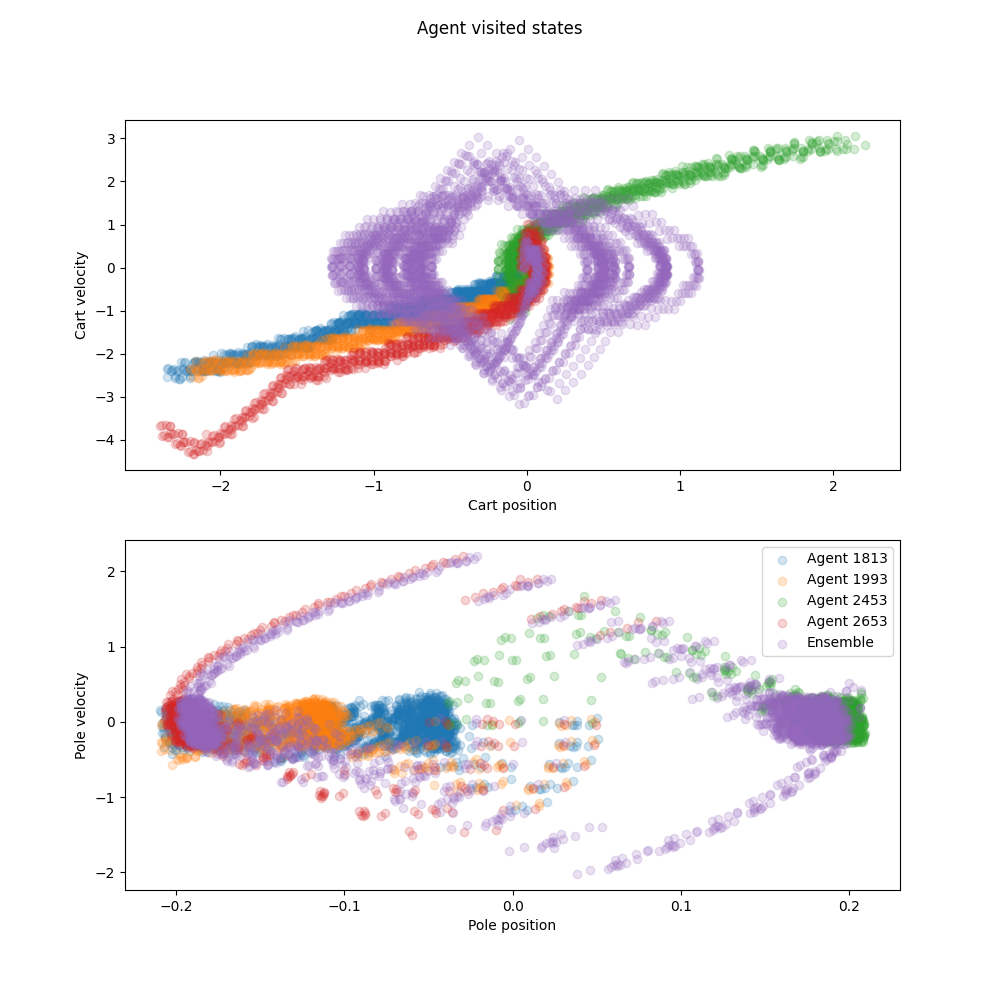 Agent visited states
3
2
1
0
−1
−2
−3
−4
Cart velocity
−2
−1
0
1
2
Cart position
2
1
0
−1
−2
Pole velocity
Agent 1813
Agent 1993
Agent 2453
Agent 2653
Ensemble
−0.2
−0.1
0.0
0.1
0.2
Pole position